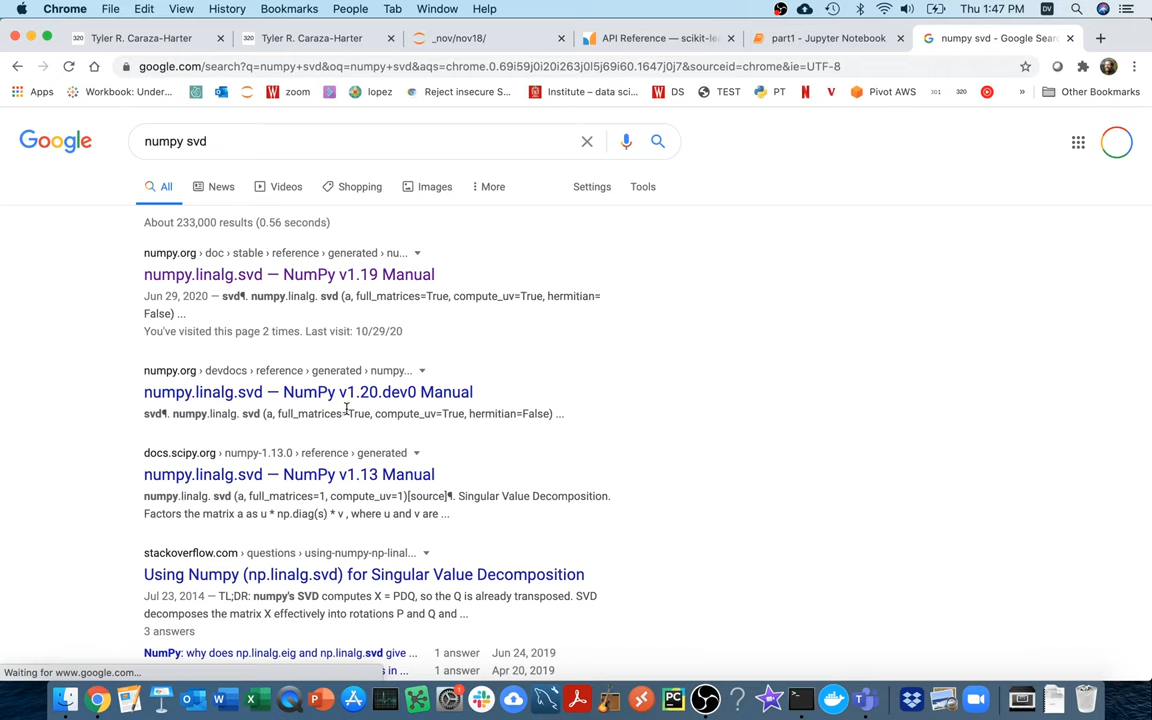 Chrome File Edit View History Bookmarks People Tab Window Help Thu 1:47 PM DV
320 Tyler R. Caraza-Harter 320 Tyler R. Caraza-Harter _nov/nov18/ API Reference — scikit-lea part1 - Jupyter Notebook numpy svd - Google Searc
google.com/search?q=numpy+svd&oq=numpy+svd&aqs=chrome.0.69i59j0i20i263j0l5j69i60.1647j0j7&sourceid=chrome&ie=UTF-8
Apps Workbook: Under... zoom lopez Reject insecure S... Institute – data sci... DS TEST PT Pivot AWS 301 320 » Other Bookmarks
Google numpy svd
All News Videos Shopping Images More Settings Tools
About 233,000 results (0.56 seconds)
numpy.org › doc › stable › reference › generated › nu...
numpy.linalg.svd — NumPy v1.19 Manual
Jun 29, 2020 — svd¶. numpy.linalg. svd (a, full_matrices=True, compute_uv=True, hermitian=
False) ...
You've visited this page 2 times. Last visit: 10/29/20
numpy.org › devdocs › reference › generated › numpy...
numpy.linalg.svd — NumPy v1.20.dev0 Manual
svd¶. numpy.linalg. svd (a, full_matrices=True, compute_uv=True, hermitian=False) ...
docs.scipy.org › numpy-1.13.0 › reference › generated
numpy.linalg.svd — NumPy v1.13 Manual
numpy.linalg. svd (a, full_matrices=1, compute_uv=1)[source]¶. Singular Value Decomposition.
Factors the matrix a as u * np.diag(s) * v , where u and v are ...
stackoverflow.com › questions › using-numpy-np-linal...
Using Numpy (np.linalg.svd) for Singular Value Decomposition
Jul 23, 2014 — TL;DR: numpy's SVD computes X = PDQ, so the Q is already transposed. SVD
decomposes the matrix X effectively into rotations P and Q and ...
3 answers
NumPy: why does np.linalg.eig and np.linalg.svd give ... 1 answer Jun 24, 2019
s in ... 1 answer Apr 20, 2019
Waiting for www.google.com...